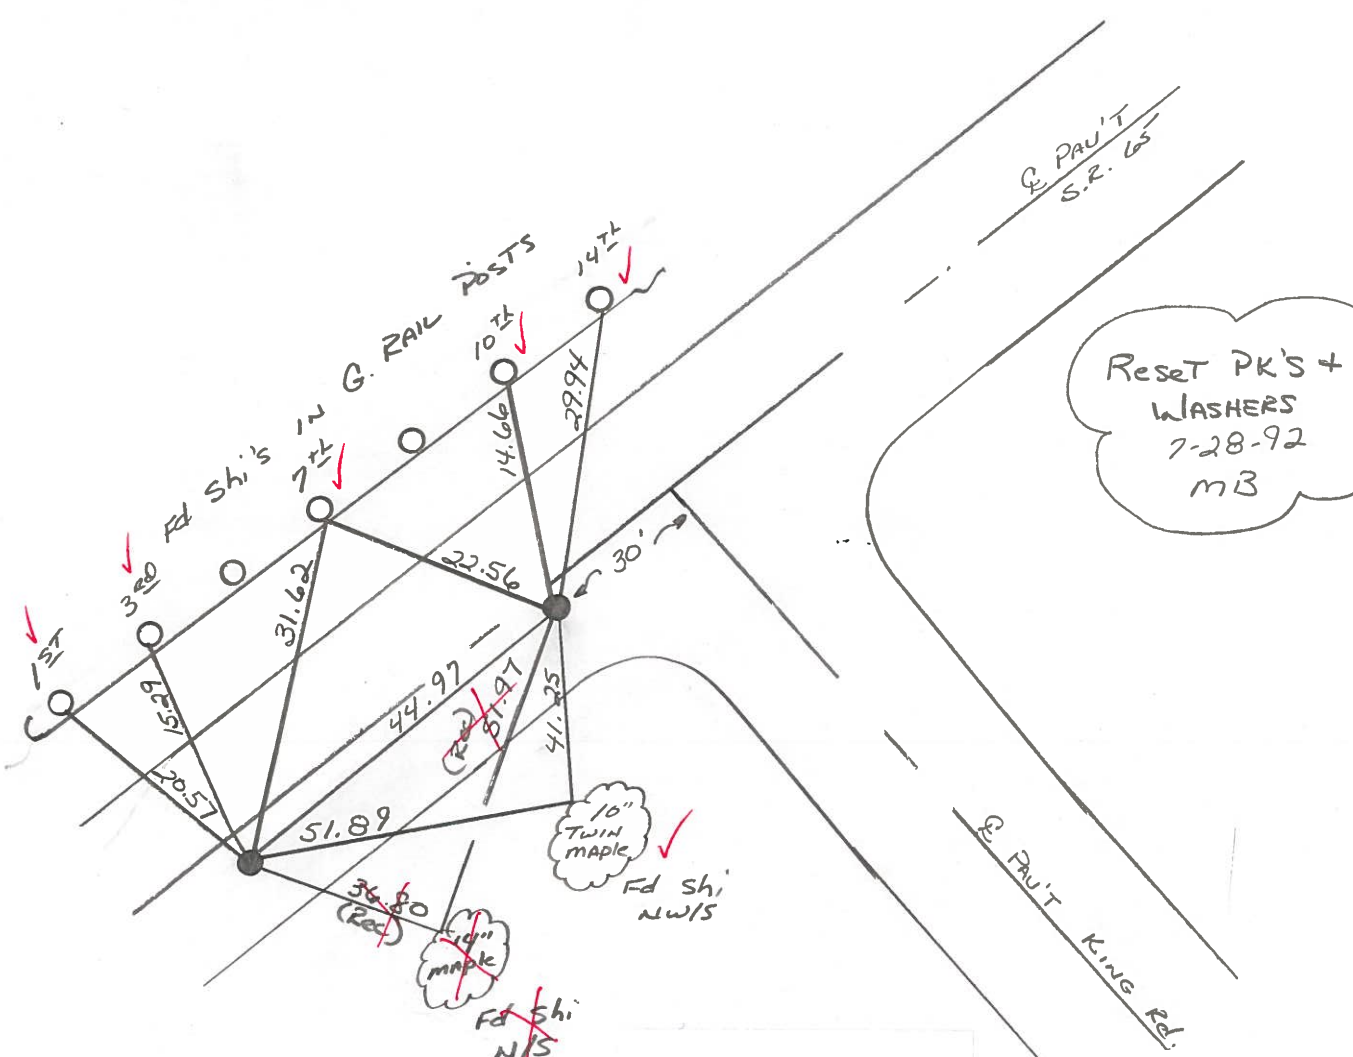 ℄ PAV'T
S.R. 65
Reset PK'S +
WASHERS
7-28-92
MB
Fd Shi's IN G. RAIL POSTS
1ST
3RD
7th
10th
14th
29.94
14.66
22.56
31.62
15.29
20.57
30'
44.97
(Rec) 61.97
41.25
51.89
36.80
(Rec)
10"
TWIN
MAPle
Fd Shi
NW/S
14"
MAPle
Fd Shi
N/S
℄ PAV'T KING Rd.